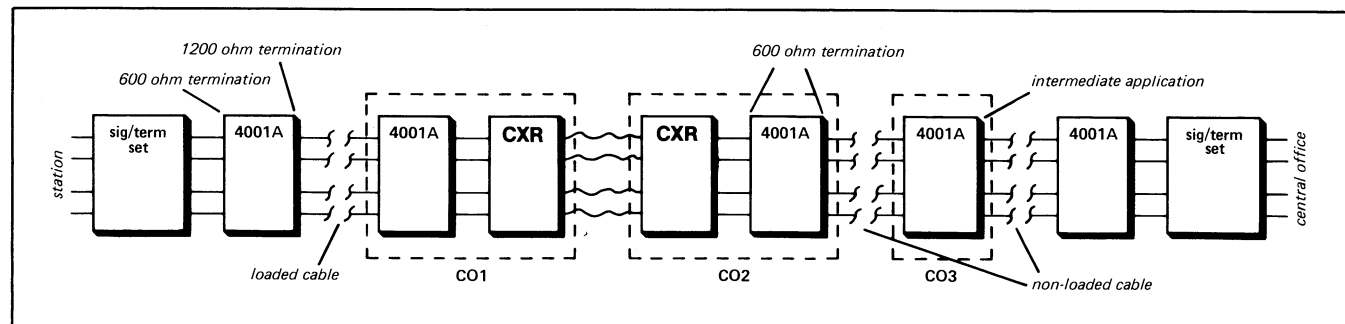 1200 ohm termination
600 ohm termination
600 ohm termination
intermediate application
station
sig/term
set
4001A
4001A
CXR
CXR
4001A
4001A
4001A
sig/term
set
central office
loaded cable
CO1
CO2
CO3
non-loaded cable